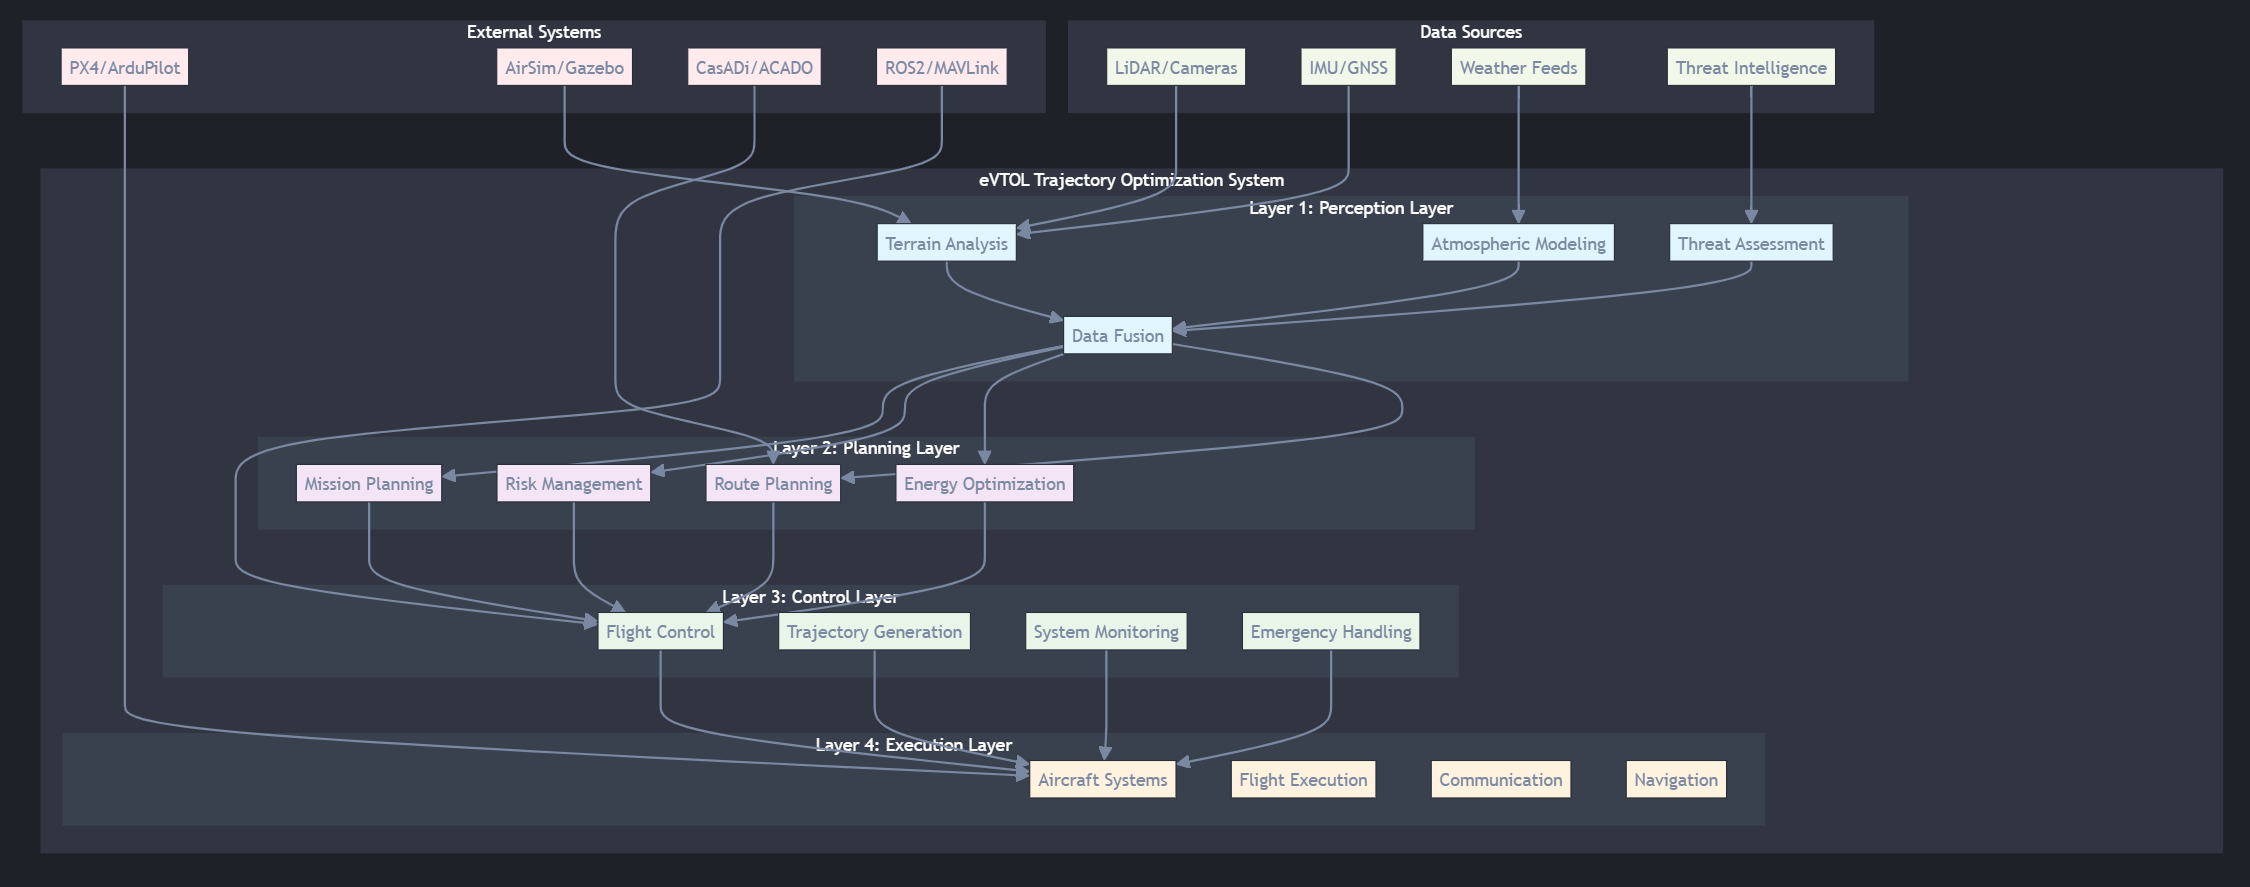 External Systems
Data Sources
PX4/ArduPilot
AirSim/Gazebo
CasADi/ACADO
ROS2/MAVLink
LiDAR/Cameras
IMU/GNSS
Weather Feeds
Threat Intelligence
eVTOL Trajectory Optimization System
Layer 1: Perception Layer
Terrain Analysis
Atmospheric Modeling
Threat Assessment
Data Fusion
Layer 2: Planning Layer
Mission Planning
Risk Management
Route Planning
Energy Optimization
Layer 3: Control Layer
Flight Control
Trajectory Generation
System Monitoring
Emergency Handling
Layer 4: Execution Layer
Aircraft Systems
Flight Execution
Communication
Navigation